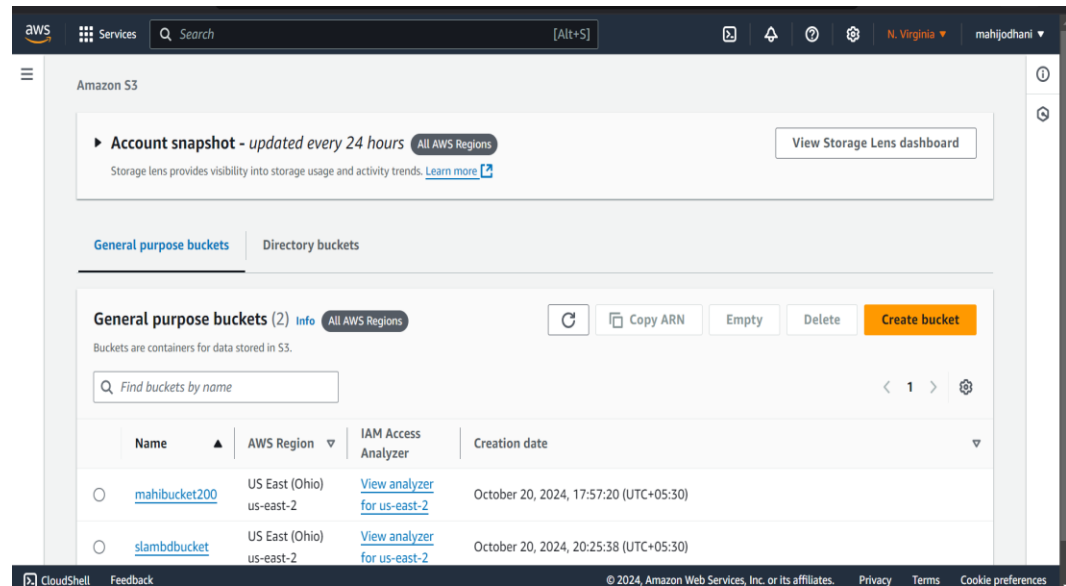 aws
Services
Search
[Alt+S]
N. Virginia
mahijodhani
Amazon S3
Account snapshot - updated every 24 hours All AWS Regions
View Storage Lens dashboard
Storage lens provides visibility into storage usage and activity trends. Learn more
General purpose buckets
Directory buckets
General purpose buckets (2) Info All AWS Regions
Copy ARN
Empty
Delete
Create bucket
Buckets are containers for data stored in S3.
Find buckets by name
1
Name
AWS Region
IAM Access
Analyzer
Creation date
mahibucket200
US East (Ohio)
us-east-2
View analyzer
for us-east-2
October 20, 2024, 17:57:20 (UTC+05:30)
slambdbucket
US East (Ohio)
us-east-2
View analyzer
for us-east-2
October 20, 2024, 20:25:38 (UTC+05:30)
CloudShell
Feedback
© 2024, Amazon Web Services, Inc. or its affiliates.
Privacy
Terms
Cookie preferences